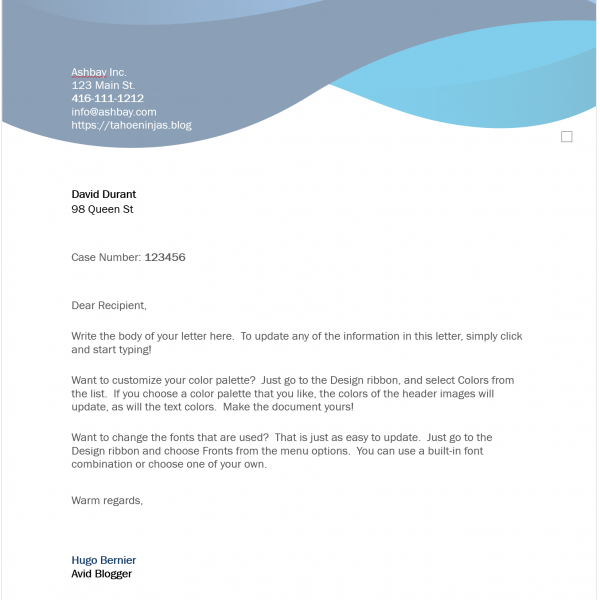 Ashbay Inc.
123 Main St.
416-111-1212
info@ashbay.com
https://tahoeninjas.blog
David Durant
98 Queen St
Case Number: 123456
Dear Recipient,
Write the body of your letter here.  To update any of the information in this letter, simply click
and start typing!
Want to customize your color palette?  Just go to the Design ribbon, and select Colors from
the list.  If you choose a color palette that you like, the colors of the header images will
update, as will the text colors.  Make the document yours!
Want to change the fonts that are used?  That is just as easy to update.  Just go to the
Design ribbon and choose Fronts from the menu options.  You can use a built-in font
combination or choose one of your own.
Warm regards,
Hugo Bernier
Avid Blogger